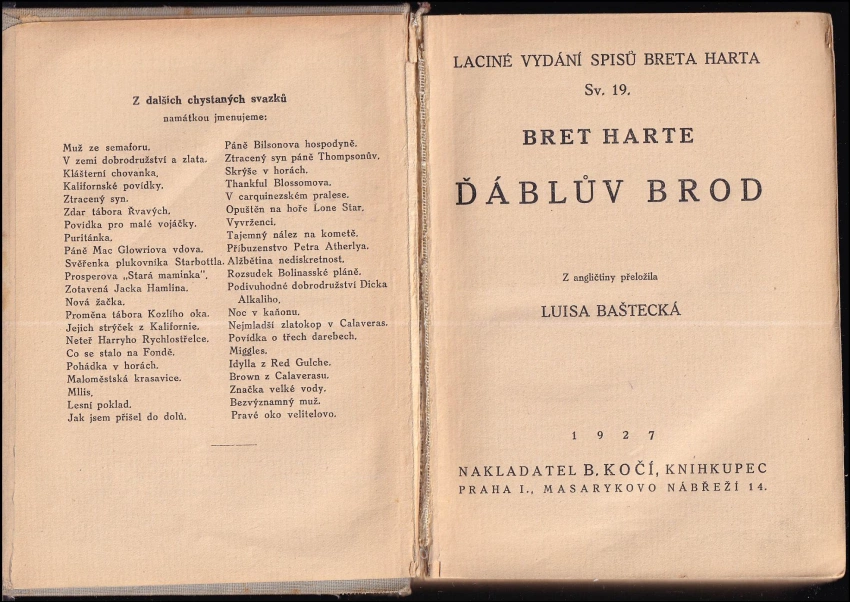 Z dalších chystaných svazků
namátkou jmenujeme:
Muž ze semaforu.
V zemi dobrodružství a zlata.
Klášterní chovanka,
Kalifornské povídky.
Ztracený syn.
Zdar tábora Řvavých.
Povídka pro malé vojáčky.
Puritánka,
Páně Mac Glowriova vdova.
Svěřenka plukovníka Starbottla.
Prosperova „Stará maminka“,
Zotavená Jacka Hamlina.
Nová žačka.
Proměna tábora Kozlího oka.
Jejich strýček z Kalifornie.
Neteř Harryho Rychlostřelce.
Co se stalo na Fondě.
Pohádka v horách.
Maloměstská krasavice.
Mllis,
Lesní poklad.
Jak jsem přišel do dolů.
Páně Bilsonova hospodyně.
Ztracený syn páně Thompsonův.
Skrýše v horách.
Thankful Blossomova.
V carquinezském pralese.
Opuštěn na hoře Lone Star.
Vyvrženci.
Tajemný nález na kometě.
Příbuzenstvo Petra Atherlya.
Alžbětina nediskretnost.
Rozsudek Bolinasské pláně.
Podivuhodné dobrodružství Dicka
Alkaliho,
Noc v kaňonu.
Nejmladší zlatokop v Calaveras.
Povídka o třech darebech.
Miggles.
Idylla z Red Gulche.
Brown z Calaverasu.
Značka velké vody.
Bezvýznamný muž.
Pravé oko velitelovo.
LACINÉ VYDÁNÍ SPISŮ BRETA HARTA
Sv. 19.
BRET HARTE
ĎÁBLŮV BROD
Z angličtiny přeložila
LUISA BAŠTECKÁ
1927
NAKLADATEL B. KOČÍ, KNIHKUPEC
PRAHA I., MASARYKOVO NÁBŘEŽÍ 14.